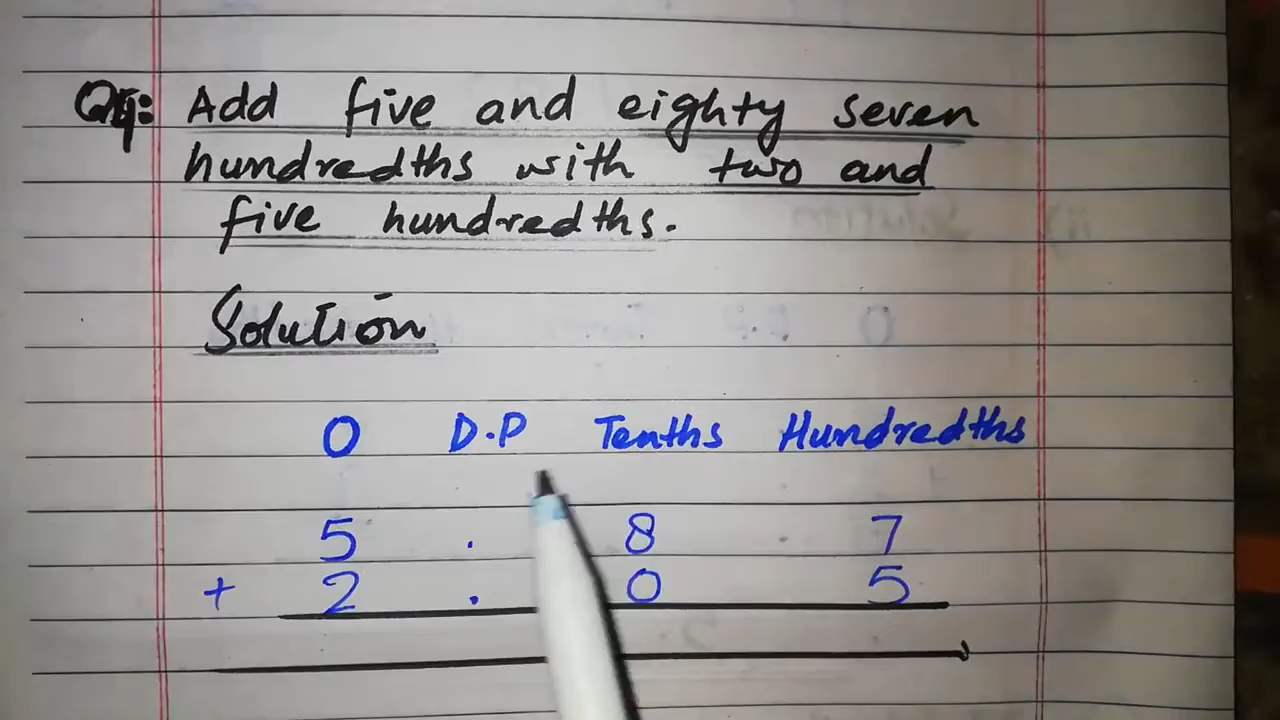 Q4: Add five and eighty seven
hundredths with two and
five hundredths.
Solution
O D.P Tenths Hundredths
5 . 8 7
+ 2 . 0 5